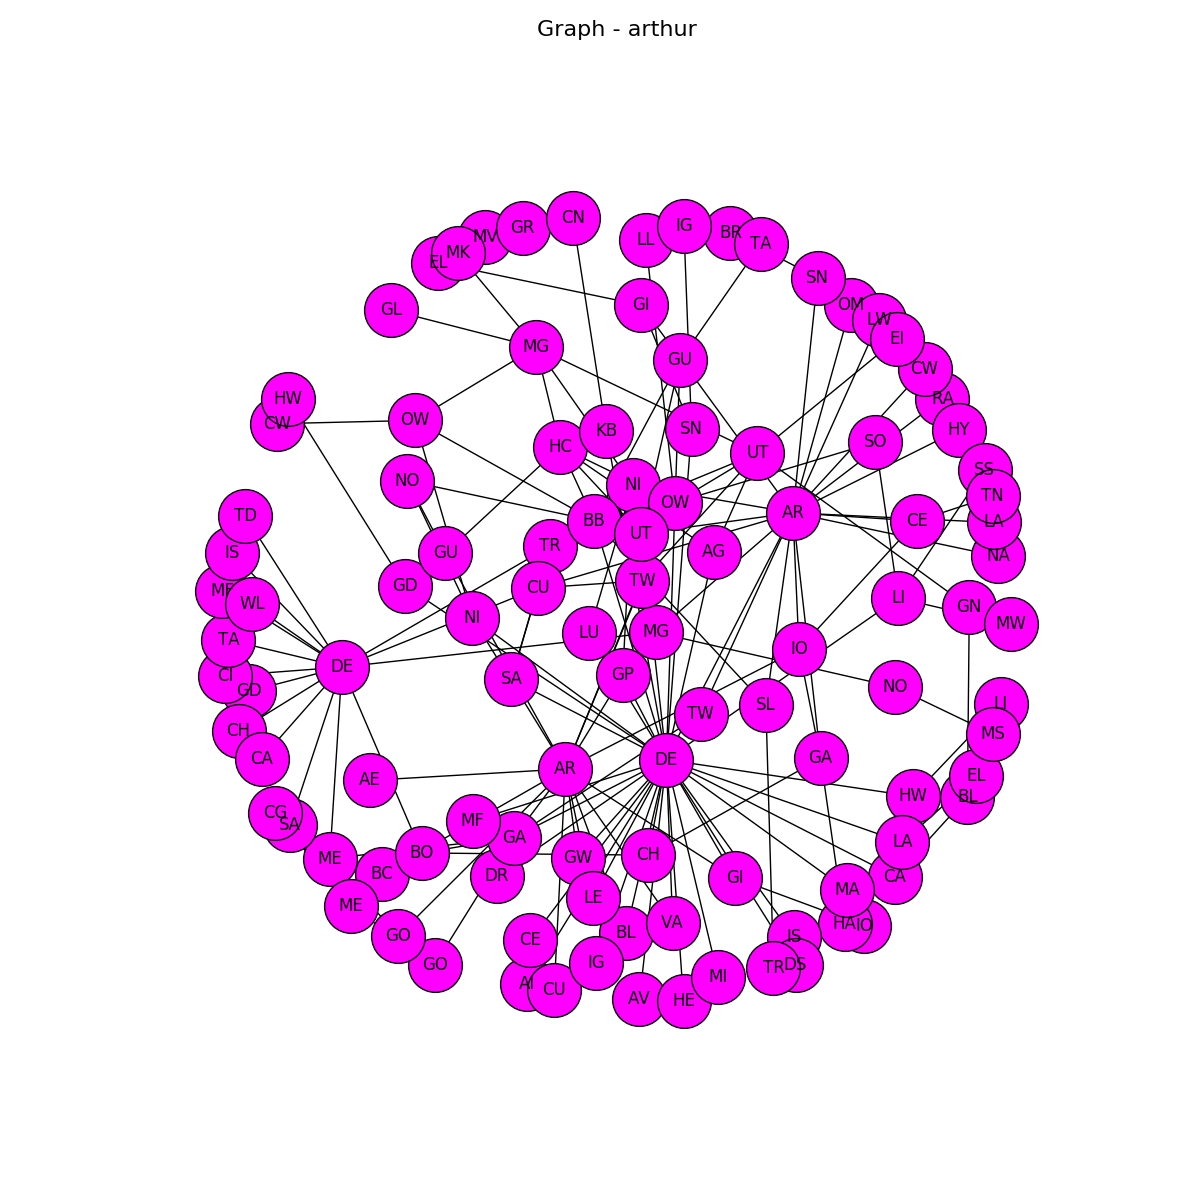 Graph - arthur
CN
GR
MV
MK
EL
LL
IG
BR
TA
SN
OM
LW
EI
CW
RA
HY
SS
TN
LA
NA
GL
GI
MG
GU
HW
CW
OW
KB
SN
HC
UT
SO
NO
NI
OW
AR
CE
BB
UT
TD
IS
WL
TA
CI
GD
CH
CA
CG
SA
GU
TR
AG
GD
CU
TW
LI
GN
MW
NI
LU
MG
IO
DE
SA
GP
NO
SL
TW
LI
MS
EL
BL
AR
DE
GA
AE
HW
MF
GA
LA
BO
GW
CH
ME
BC
DR
GI
MA
CA
LE
ME
GO
GO
CE
BL
VA
IS
HA
IO
IG
TR
DS
CU
AV
HE
MI